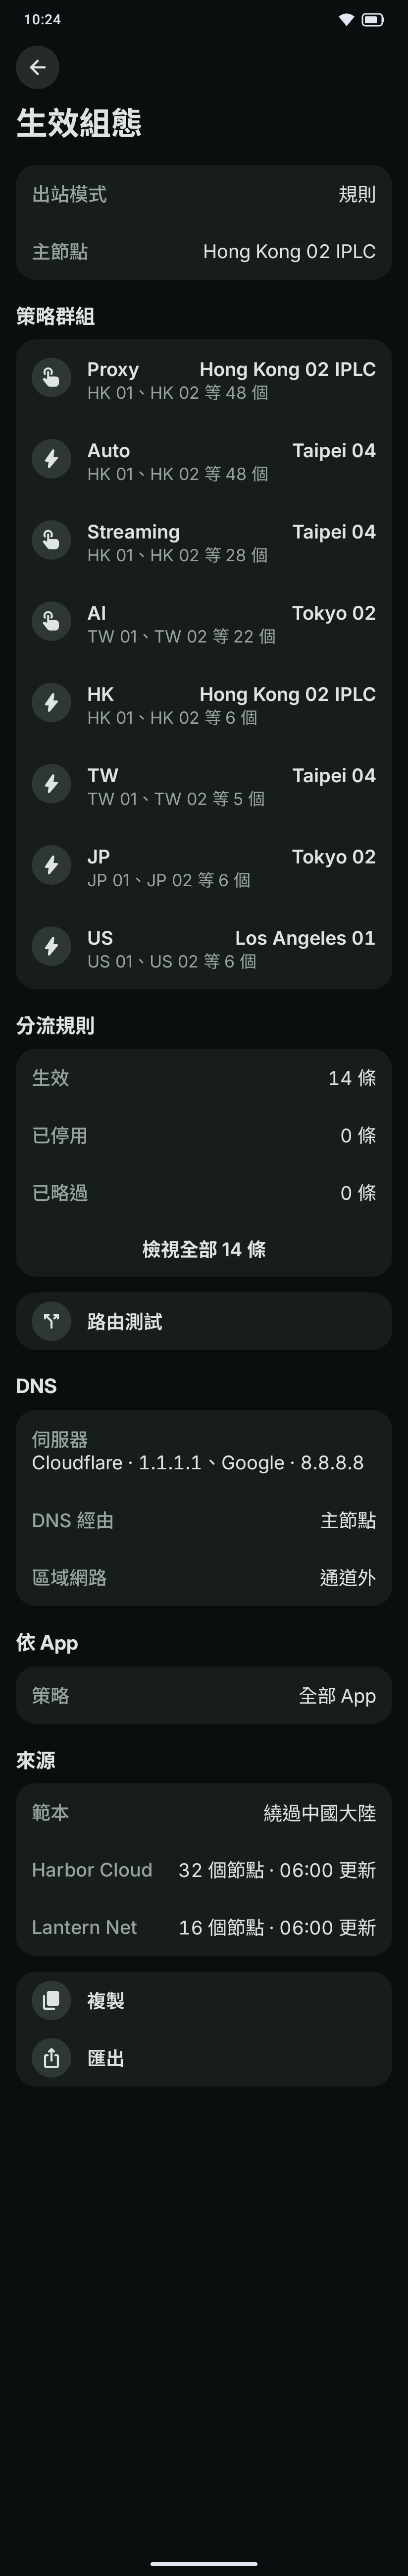 10:24
生效組態
出站模式 規則
主節點 Hong Kong 02 IPLC
策略群組
Proxy Hong Kong 02 IPLC
HK 01、HK 02 等 48 個
Auto Taipei 04
HK 01、HK 02 等 48 個
Streaming Taipei 04
HK 01、HK 02 等 28 個
AI Tokyo 02
TW 01、TW 02 等 22 個
HK Hong Kong 02 IPLC
HK 01、HK 02 等 6 個
TW Taipei 04
TW 01、TW 02 等 5 個
JP Tokyo 02
JP 01、JP 02 等 6 個
US Los Angeles 01
US 01、US 02 等 6 個
分流規則
生效 14 條
已停用 0 條
已略過 0 條
檢視全部 14 條
路由測試
DNS
伺服器
Cloudflare · 1.1.1.1、Google · 8.8.8.8
DNS 經由 主節點
區域網路 通道外
依 App
策略 全部 App
來源
範本 繞過中國大陸
Harbor Cloud 32 個節點 · 06:00 更新
Lantern Net 16 個節點 · 06:00 更新
複製
匯出